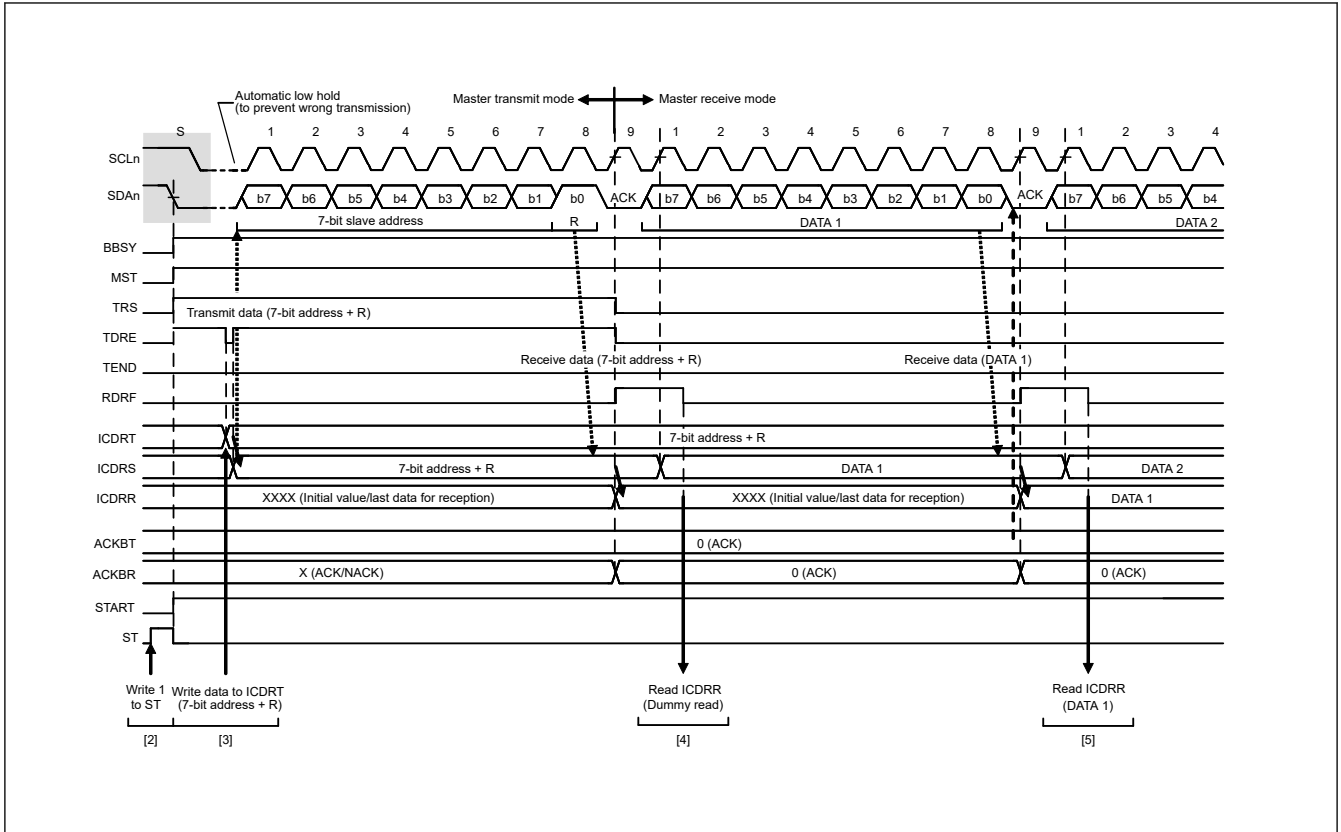 Automatic low hold
(to prevent wrong transmission)
Master transmit mode
Master receive mode
S 1 2 3 4 5 6 7 8 9 1 2 3 4 5 6 7 8 9 1 2 3 4
SCLn
SDAn b7 b6 b5 b4 b3 b2 b1 b0 ACK b7 b6 b5 b4 b3 b2 b1 b0 ACK b7 b6 b5 b4
7-bit slave address R DATA 1 DATA 2
BBSY
MST
TRS
Transmit data (7-bit address + R)
TDRE
Receive data (7-bit address + R) Receive data (DATA 1)
TEND
RDRF
ICDRT 7-bit address + R
ICDRS 7-bit address + R DATA 1 DATA 2
ICDRR XXXX (Initial value/last data for reception) XXXX (Initial value/last data for reception) DATA 1
ACKBT 0 (ACK)
ACKBR X (ACK/NACK) 0 (ACK) 0 (ACK)
START
ST
Write 1
to ST
Write data to ICDRT
(7-bit address + R)
Read ICDRR
(Dummy read)
Read ICDRR
(DATA 1)
[2] [3] [4] [5]